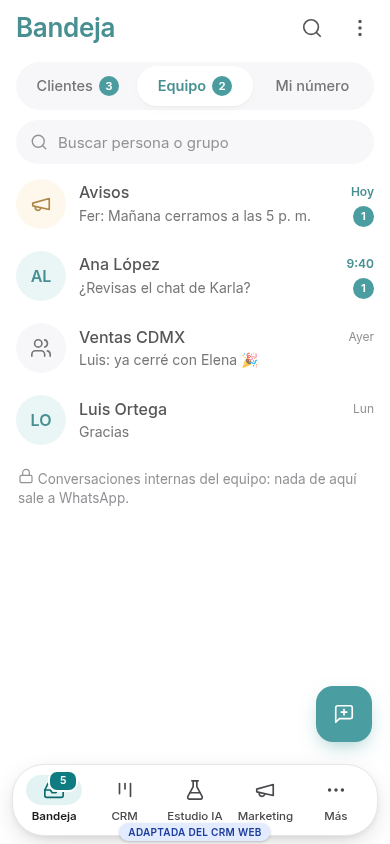 Bandeja
Clientes 3 Equipo 2 Mi número
Buscar persona o grupo
Avisos Hoy
Fer: Mañana cerramos a las 5 p. m. 1
AL Ana López 9:40
¿Revisas el chat de Karla? 1
Ventas CDMX Ayer
Luis: ya cerré con Elena 🎉
LO Luis Ortega Lun
Gracias
Conversaciones internas del equipo: nada de aquí
sale a WhatsApp.
5
Bandeja CRM Estudio IA Marketing Más
ADAPTADA DEL CRM WEB